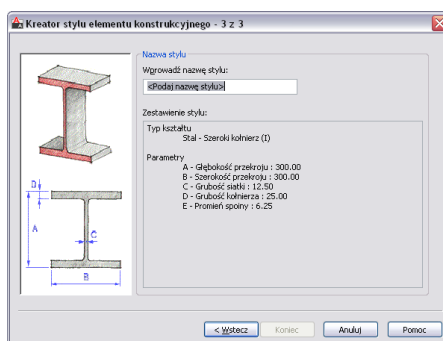 Kreator stylu elementu konstrukcyjnego - 3 z 3
Nazwa stylu
Wprowadź nazwę stylu:
<Podaj nazwę stylu>
Zestawienie stylu:
Typ kształtu
Stal - Szeroki kołnierz (I)
Parametry
A - Głębokość przekroju : 300.00
B - Szerokość przekroju : 300.00
C - Grubość siatki : 12.50
D - Grubość kołnierza : 25.00
E - Promień spoiny : 6.25
D
A
C
B
< Wstecz
Koniec
Anuluj
Pomoc